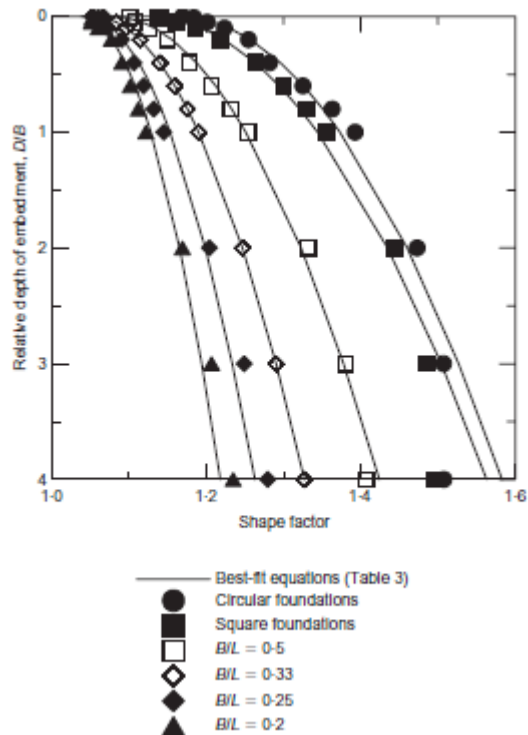 0
1
2
3
4
Relative depth of embedment, D/B
1·0 1·2 1·4 1·6
Shape factor
Best-fit equations (Table 3)
Circular foundations
Square foundations
B/L = 0·5
B/L = 0·33
B/L = 0·25
B/L = 0·2